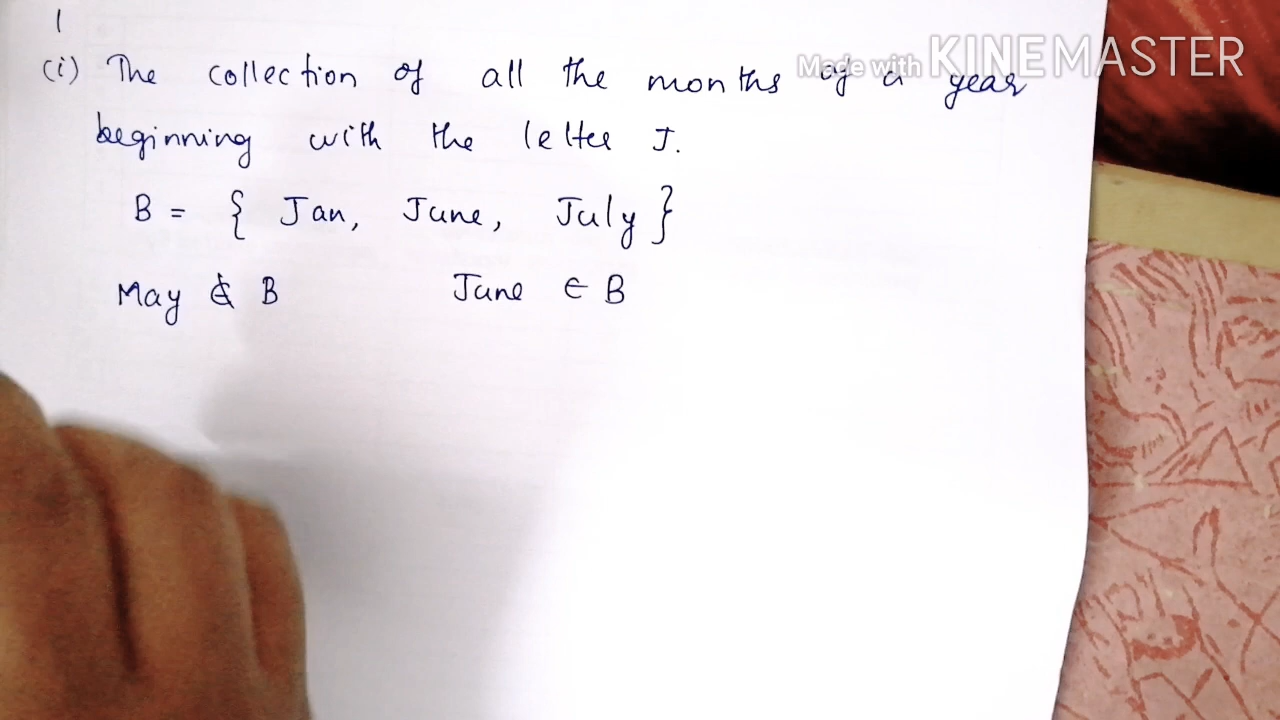 1
(i) The collection of all the months of a year
beginning with the letter J.
B = { Jan, June, July }
May ∉ B June ∈ B
Made with KINEMASTER